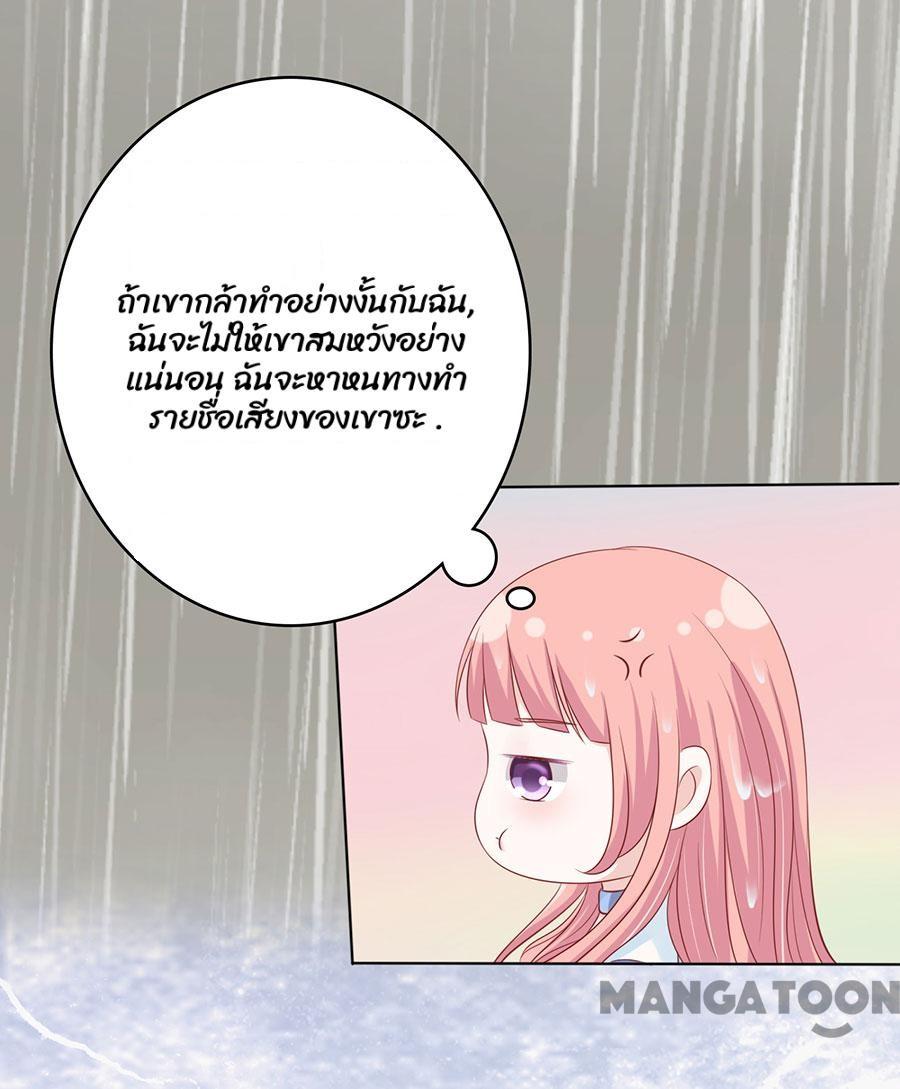 ถ้าเขากล้าทำอย่างงั้นกับฉัน,
ฉันจะไม่ให้เขาสมหวังอย่าง
แน่นอน ฉันจะหาหนทางทำ
รายชื่อเสียงของเขาซะ .
MANGA TOON